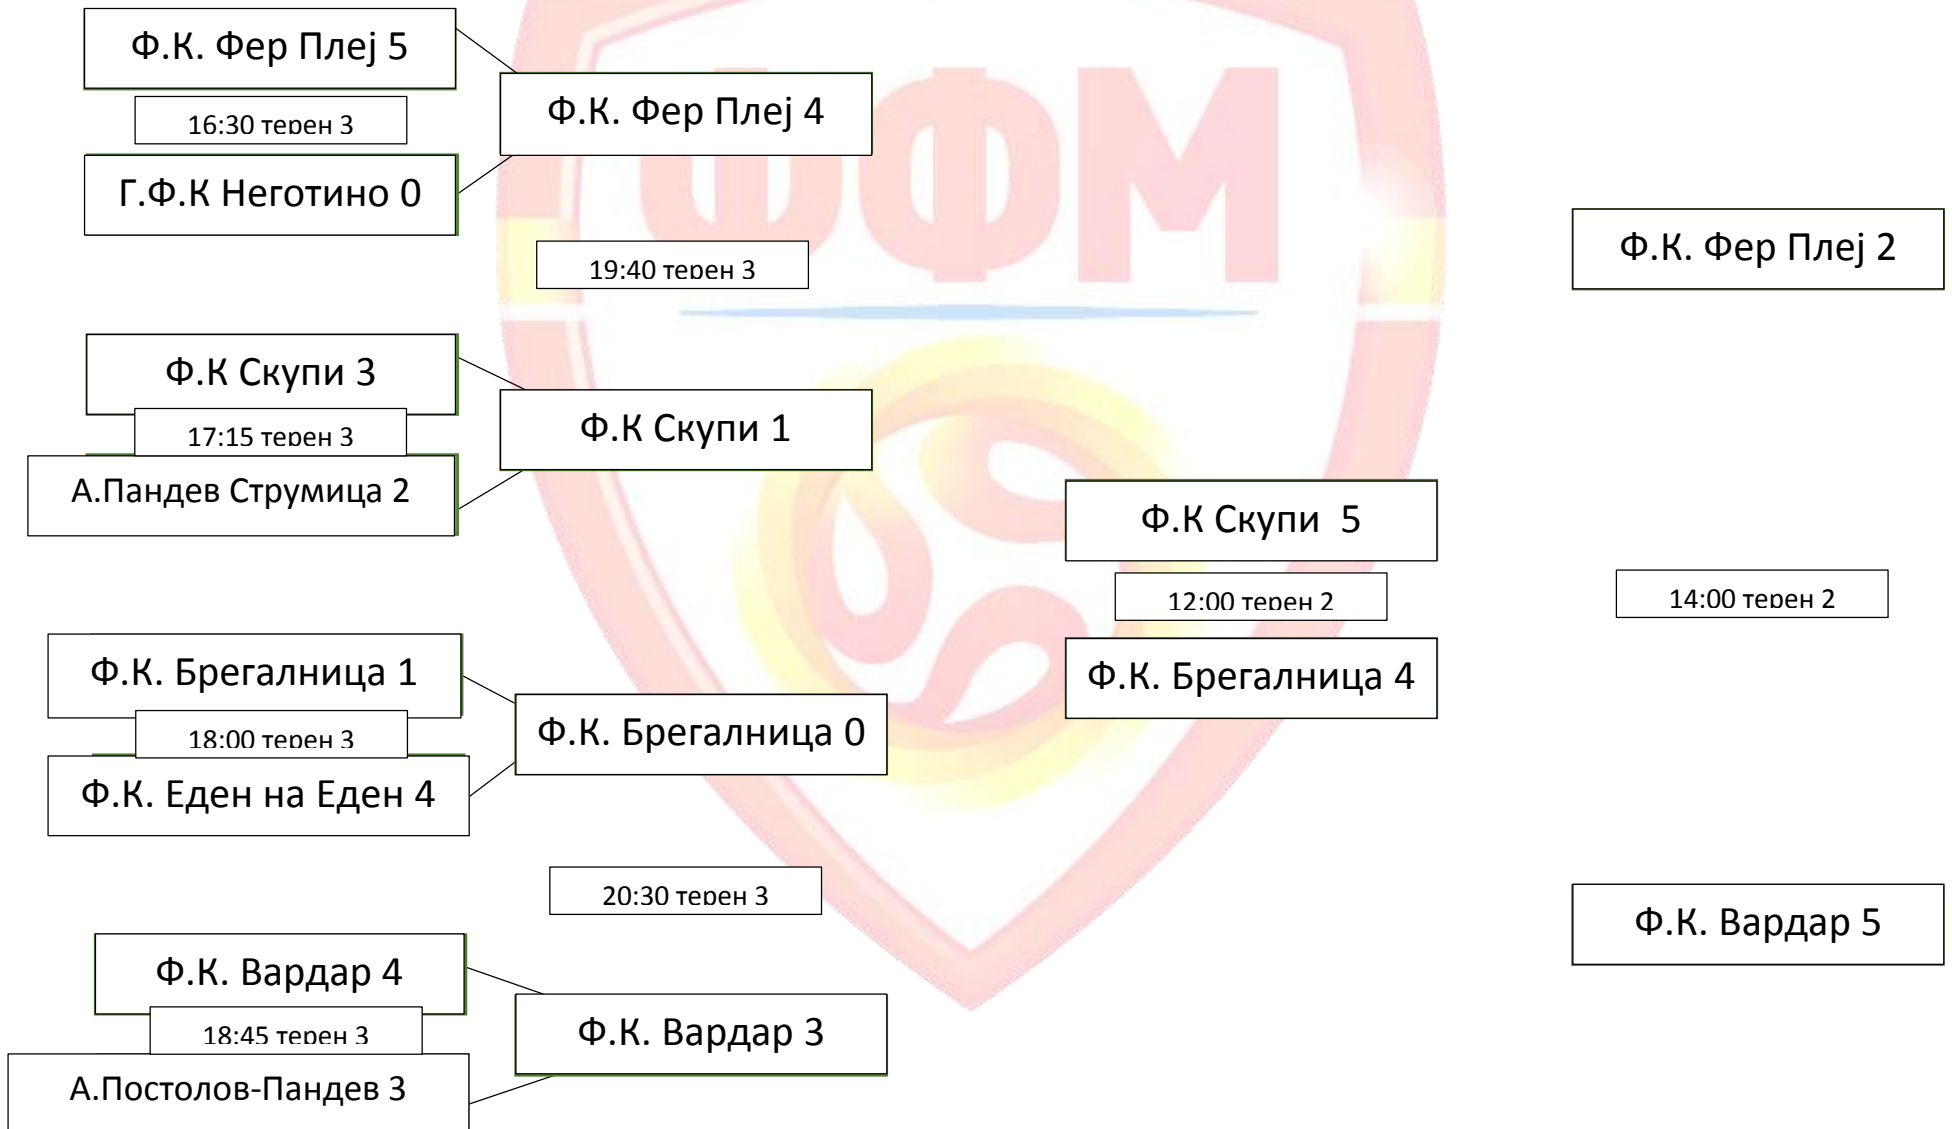 Ф.К. Фер Плеј 5
16:30 терен 3
Г.Ф.К Неготино 0
Ф.К. Фер Плеј 4
19:40 терен 3
Ф.К Скупи 3
17:15 терен 3
А.Пандев Струмица 2
Ф.К Скупи 1
Ф.К. Брегалница 1
18:00 терен 3
Ф.К. Еден на Еден 4
Ф.К. Брегалница 0
20:30 терен 3
Ф.К. Вардар 4
18:45 терен 3
А.Постолов-Пандев 3
Ф.К. Вардар 3
ФФМ
Ф.К Скупи  5
12:00 терен 2
Ф.К. Брегалница 4
Ф.К. Фер Плеј 2
14:00 терен 2
Ф.К. Вардар 5